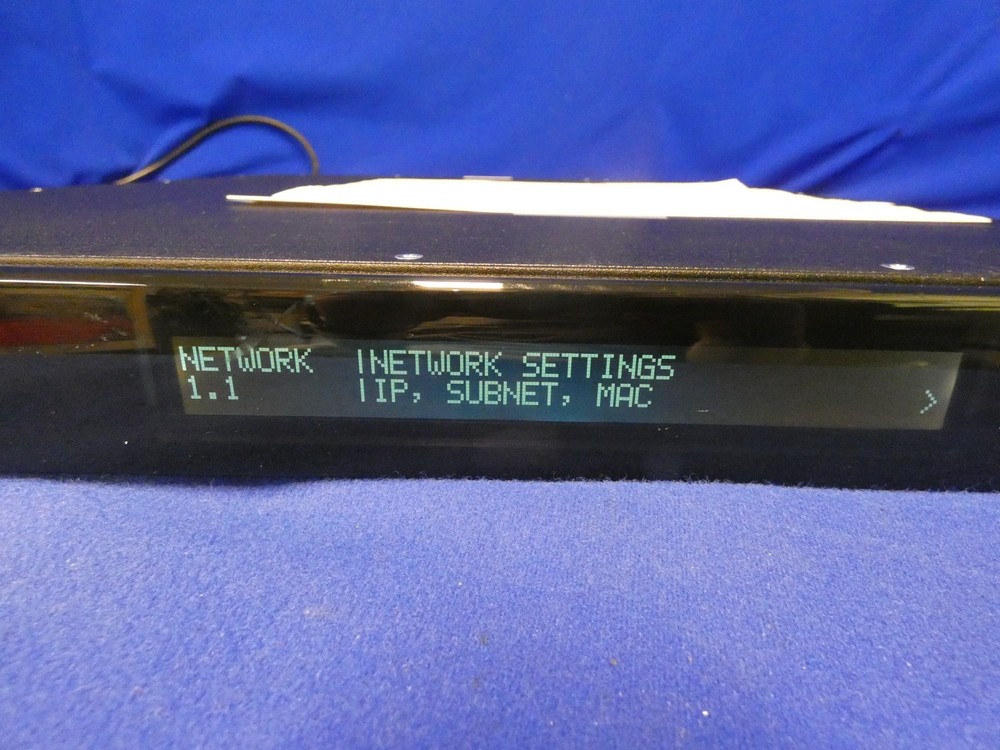 NETWORK |NETWORK SETTINGS
1.1 |IP, SUBNET, MAC >